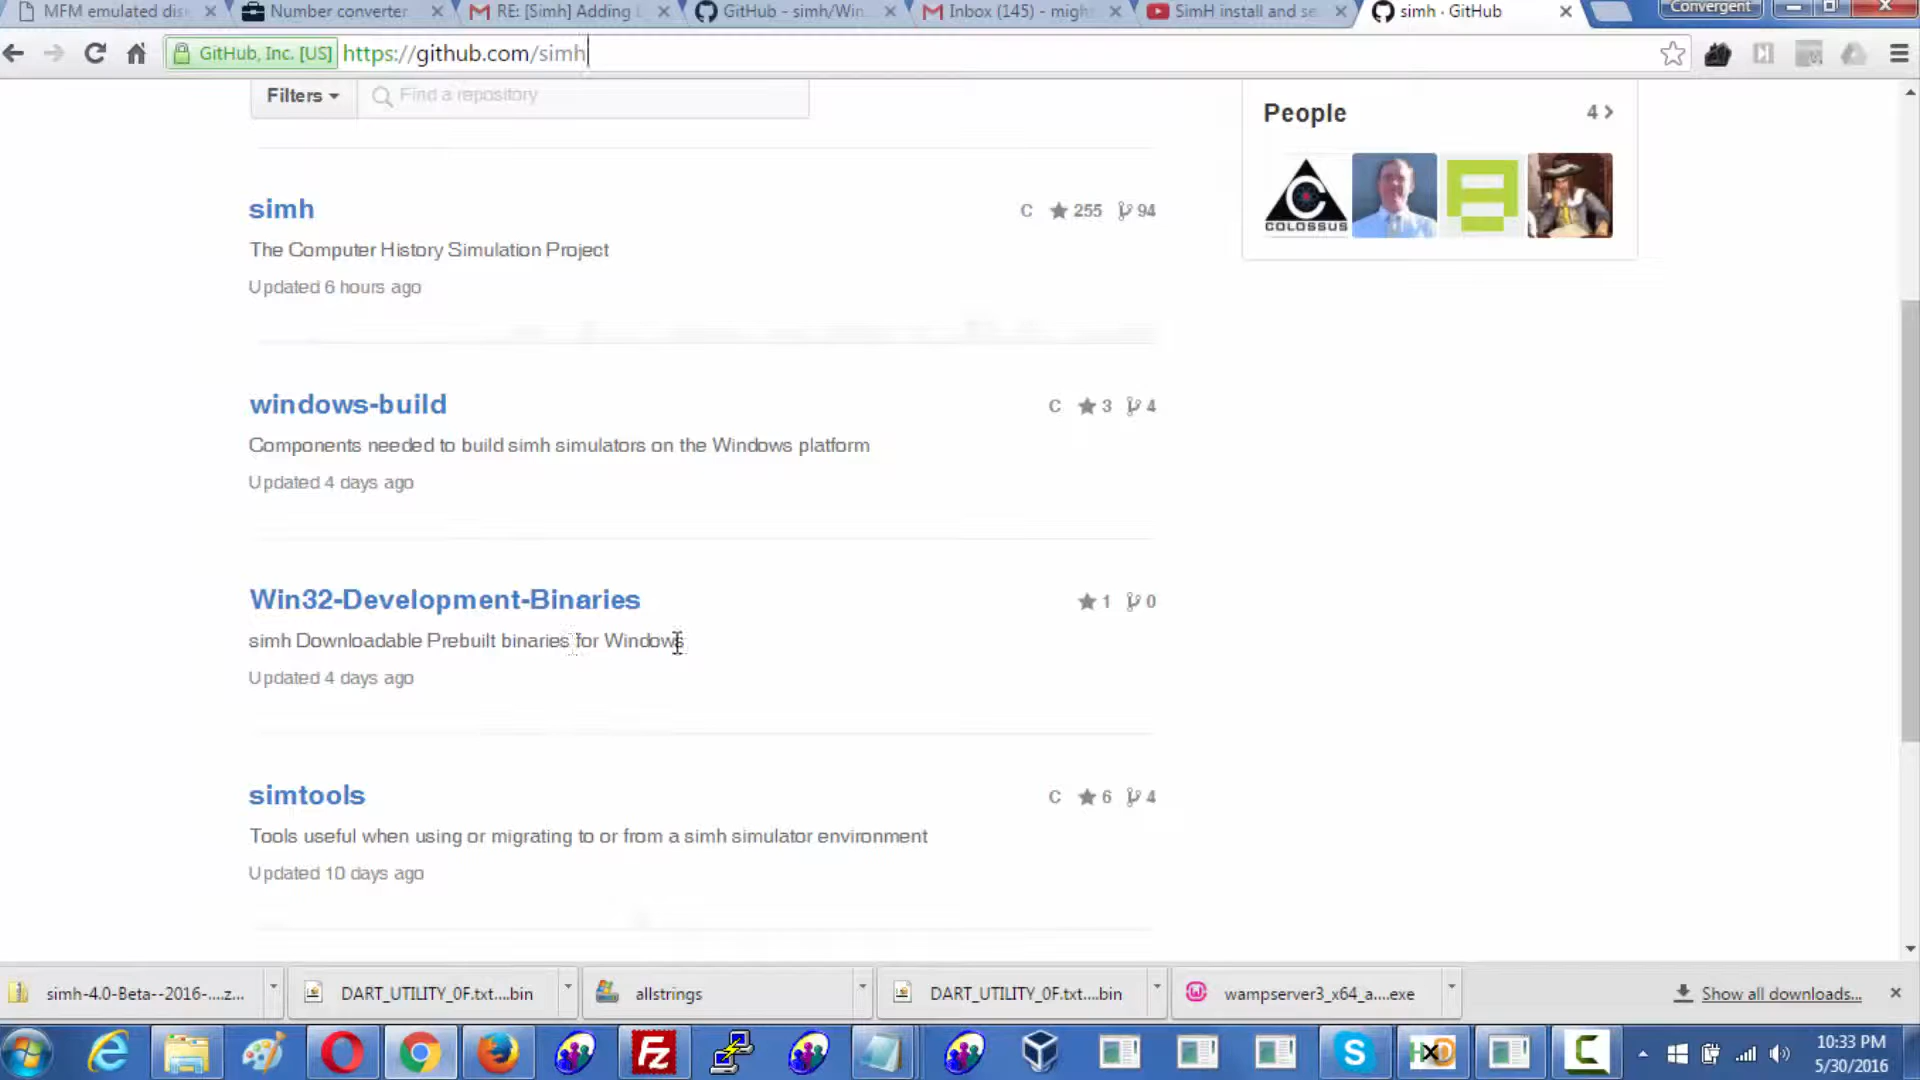 MFM emulated dis
Number converter
RE: [Simh] Adding
GitHub - simh/Win
Inbox (145) - migh
SimH install and se
simh · GitHub
Convergent
GitHub, Inc. [US]
https://github.com/simh
Filters
Find a repository
People
4
COLOSSUS
simh
C 255 94
The Computer History Simulation Project
Updated 6 hours ago
windows-build
C 3 4
Components needed to build simh simulators on the Windows platform
Updated 4 days ago
Win32-Development-Binaries
1 0
simh Downloadable Prebuilt binaries for Windows
Updated 4 days ago
simtools
C 6 4
Tools useful when using or migrating to or from a simh simulator environment
Updated 10 days ago
simh-4.0-Beta--2016-....z...
DART_UTILITY_0F.txt....bin
allstrings
DART_UTILITY_0F.txt....bin
wampserver3_x64_a....exe
Show all downloads...
10:33 PM
5/30/2016